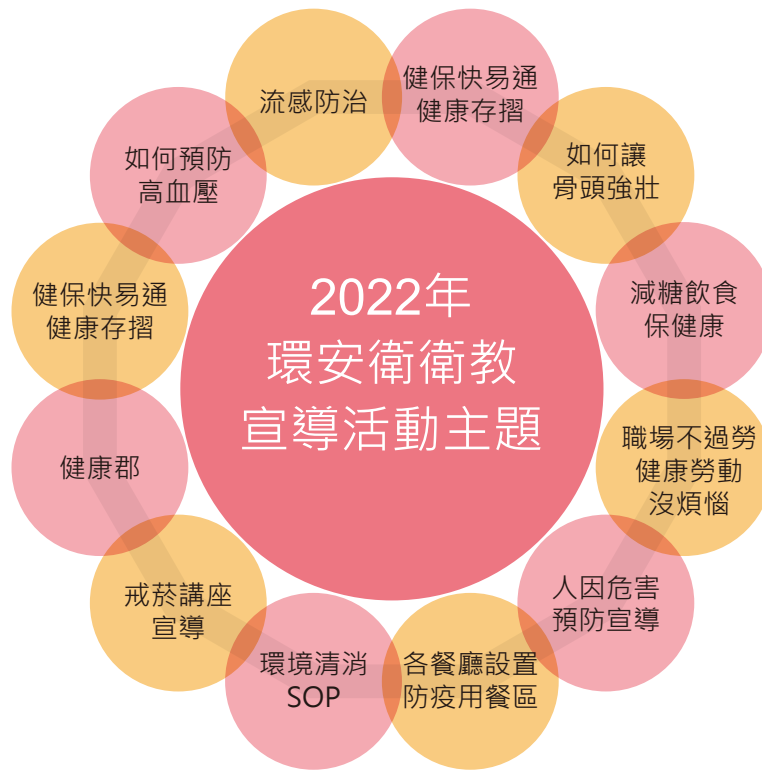 2022年
環安衛衛教
宣導活動主題
健保快易通
健康存摺
如何讓
骨頭強壯
減糖飲食
保健康
職場不過勞
健康勞動
沒煩惱
人因危害
預防宣導
各餐廳設置
防疫用餐區
環境清消
SOP
戒菸講座
宣導
健康郡
健保快易通
健康存摺
如何預防
高血壓
流感防治